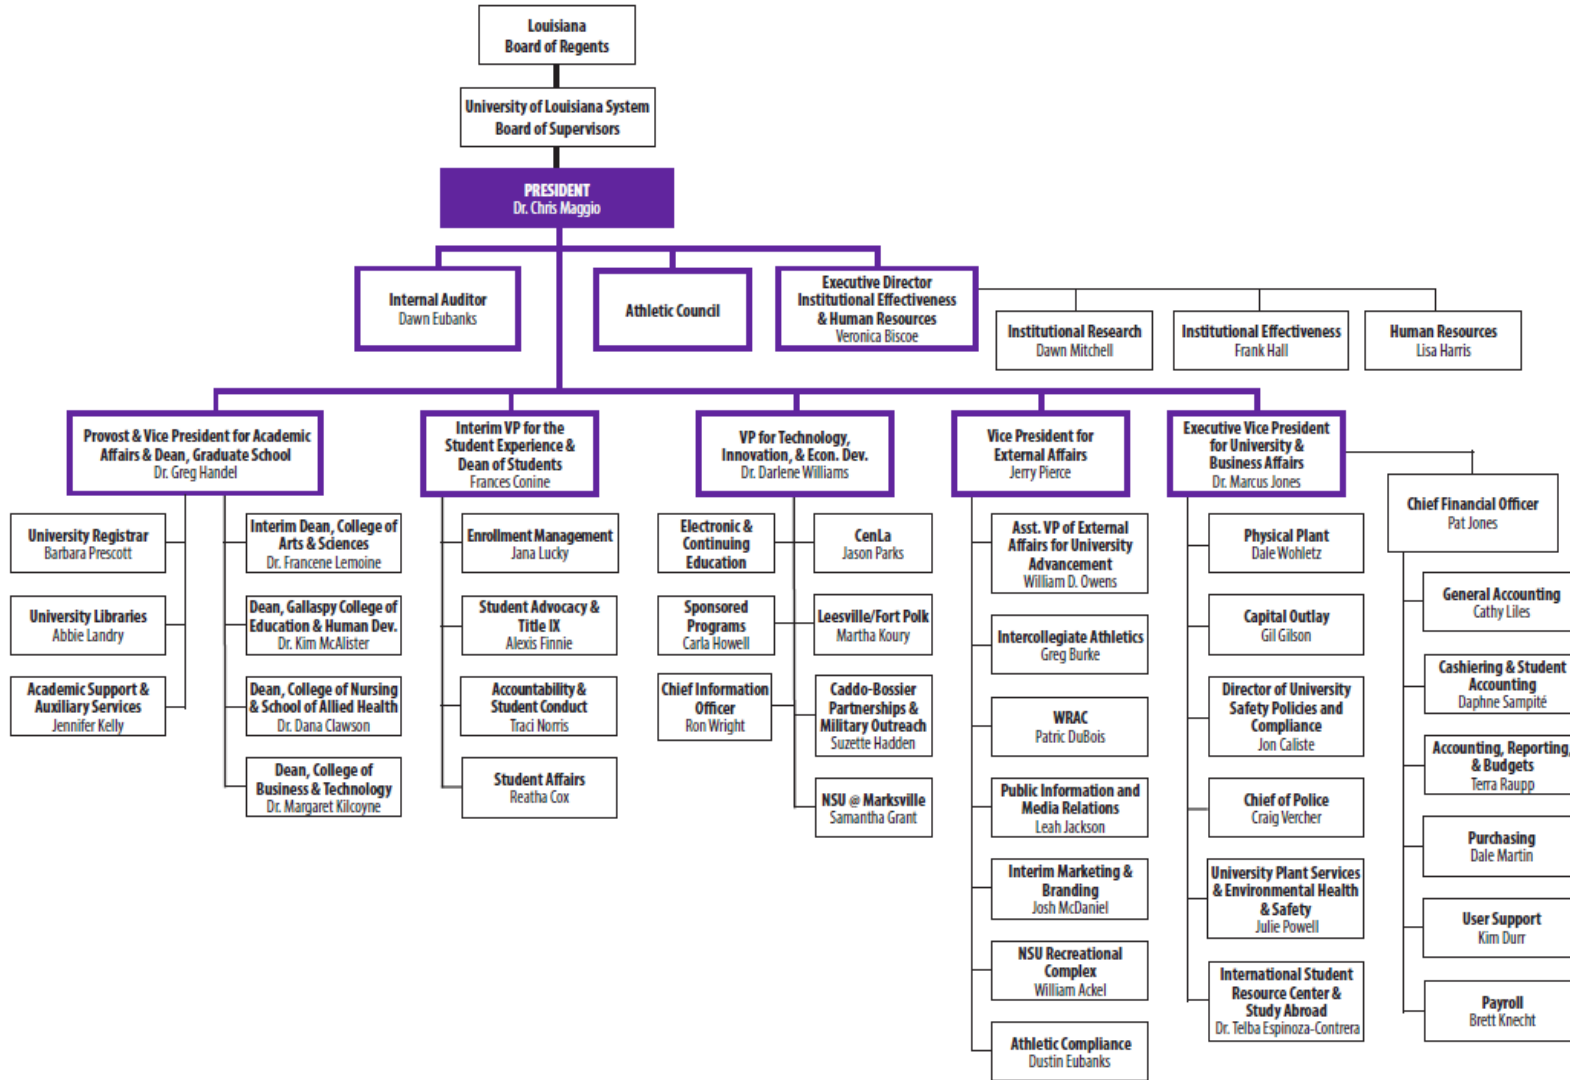 Louisiana
Board of Regents
University of Louisiana System
Board of Supervisors
PRESIDENT
Dr. Chris Maggio
Internal Auditor
Dawn Eubanks
Athletic Council
Executive Director
Institutional Effectiveness
& Human Resources
Veronica Biscoe
Institutional Research
Dawn Mitchell
Institutional Effectiveness
Frank Hall
Human Resources
Lisa Harris
Provost & Vice President for Academic
Affairs & Dean, Graduate School
Dr. Greg Handel
Interim VP for the
Student Experience &
Dean of Students
Frances Conine
VP for Technology,
Innovation, & Econ. Dev.
Dr. Darlene Williams
Vice President for
External Affairs
Jerry Pierce
Executive Vice President
for University &
Business Affairs
Dr. Marcus Jones
Chief Financial Officer
Pat Jones
University Registrar
Barbara Prescott
University Libraries
Abbie Landry
Academic Support &
Auxiliary Services
Jennifer Kelly
Interim Dean, College of
Arts & Sciences
Dr. Francene Lemoine
Dean, Gallaspy College of
Education & Human Dev.
Dr. Kim McAlister
Dean, College of Nursing
& School of Allied Health
Dr. Dana Clawson
Dean, College of
Business & Technology
Dr. Margaret Kilcoyne
Enrollment Management
Jana Lucky
Student Advocacy &
Title IX
Alexis Finnie
Accountability &
Student Conduct
Traci Norris
Student Affairs
Reatha Cox
Electronic &
Continuing
Education
Sponsored
Programs
Carla Howell
Chief Information
Officer
Ron Wright
CenLa
Jason Parks
Leesville/Fort Polk
Martha Koury
Caddo-Bossier
Partnerships &
Military Outreach
Suzette Hadden
NSU @ Marksville
Samantha Grant
Asst. VP of External
Affairs for University
Advancement
William D. Owens
Intercollegiate Athletics
Greg Burke
WRAC
Patric DuBois
Public Information and
Media Relations
Leah Jackson
Interim Marketing &
Branding
Josh McDaniel
NSU Recreational
Complex
William Ackel
Athletic Compliance
Dustin Eubanks
Physical Plant
Dale Wohletz
Capital Outlay
Gil Gilson
Director of University
Safety Policies and
Compliance
Jon Caliste
Chief of Police
Craig Vercher
University Plant Services
& Environmental Health
& Safety
Julie Powell
International Student
Resource Center &
Study Abroad
Dr. Telba Espinoza-Contrera
General Accounting
Cathy Liles
Cashiering & Student
Accounting
Daphne Sampité
Accounting, Reporting,
& Budgets
Terra Raupp
Purchasing
Dale Martin
User Support
Kim Durr
Payroll
Brett Knecht